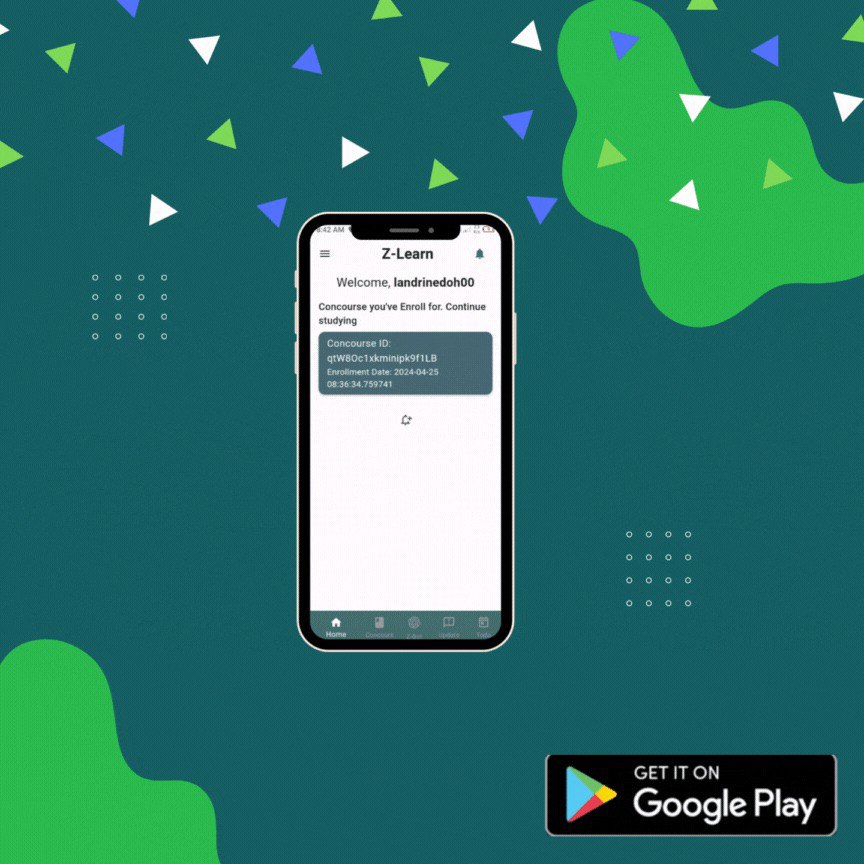 8:42 AM
Z-Learn
Welcome, landrinedoh00
Concourse you've Enroll for. Continue
studying
Concourse ID:
qtW8Oc1xkminipk9f1LB
Enrollment Date: 2024-04-25
08:36:34.759741
Home Concours Z-Bot Update Todo
GET IT ON
Google Play